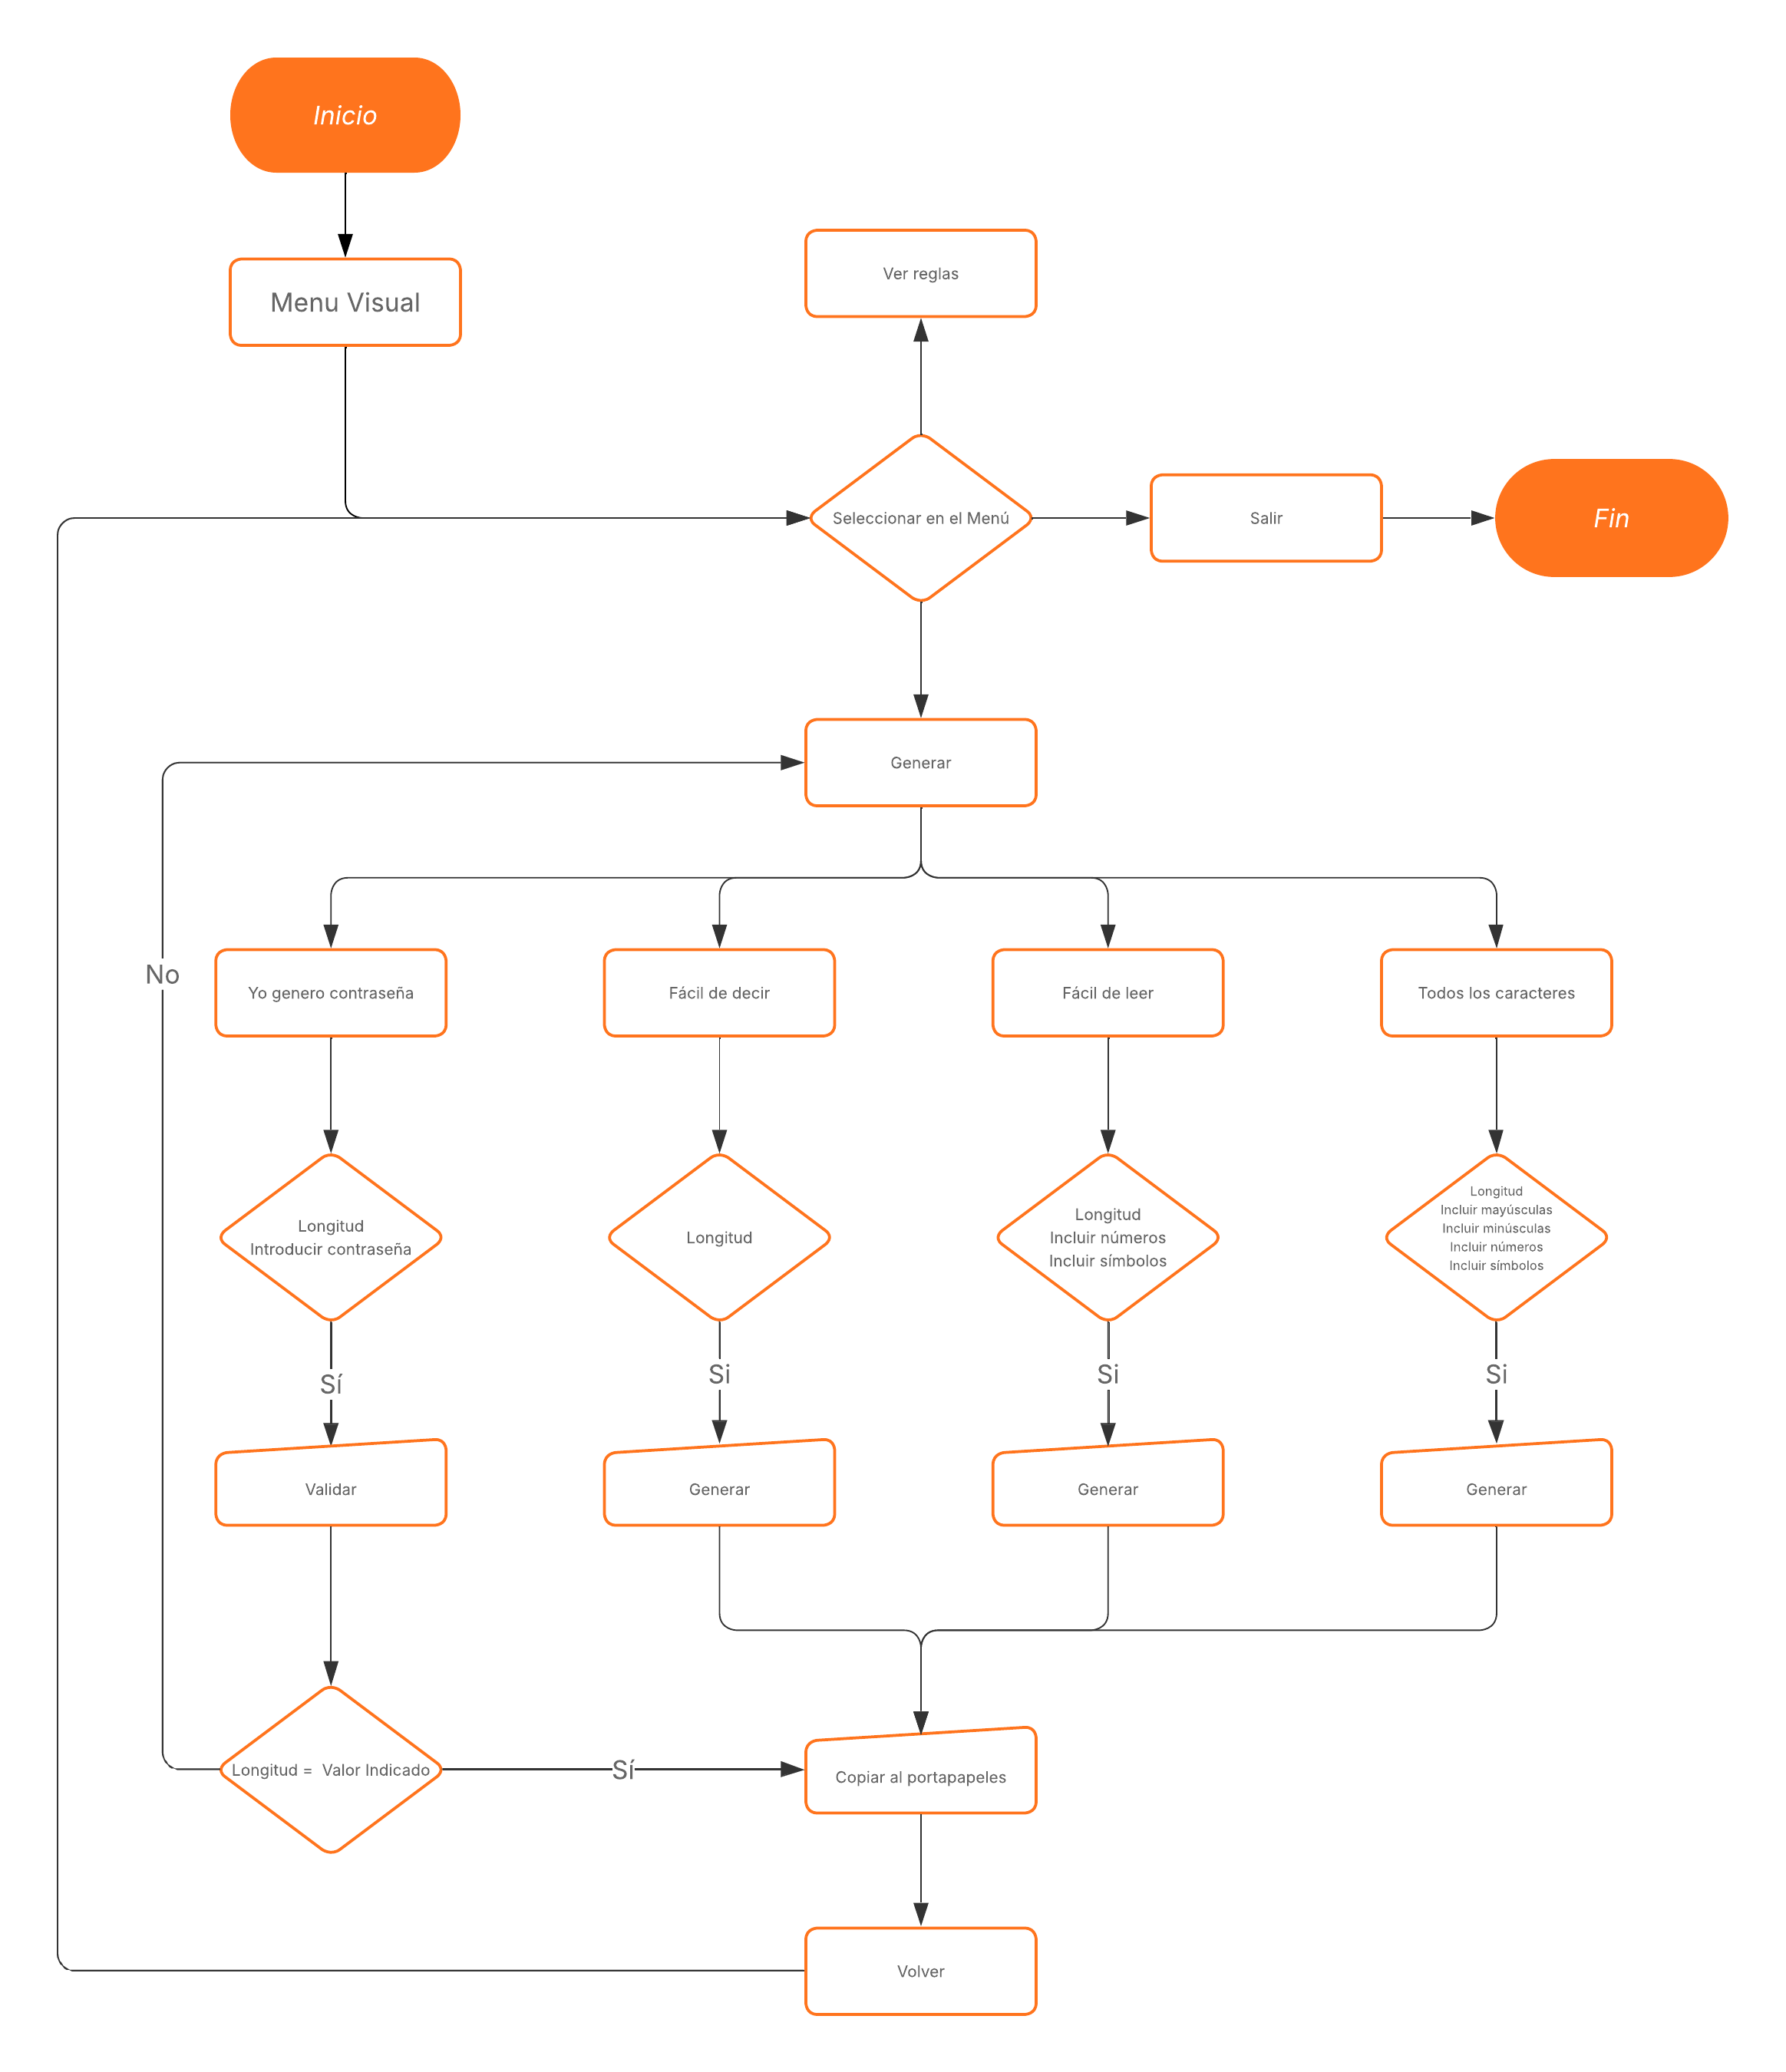 Inicio
Menu Visual
Ver reglas
Seleccionar en el Menú
Salir
Fin
Generar
No
Yo genero contraseña
Fácil de decir
Fácil de leer
Todos los caracteres
Longitud
Introducir contraseña
Longitud
Longitud
Incluir números
Incluir símbolos
Longitud
Incluir mayúsculas
Incluir minúsculas
Incluir números
Incluir símbolos
Sí
Si
Si
Si
Validar
Generar
Generar
Generar
Longitud = Valor Indicado
Sí
Copiar al portapapeles
Volver